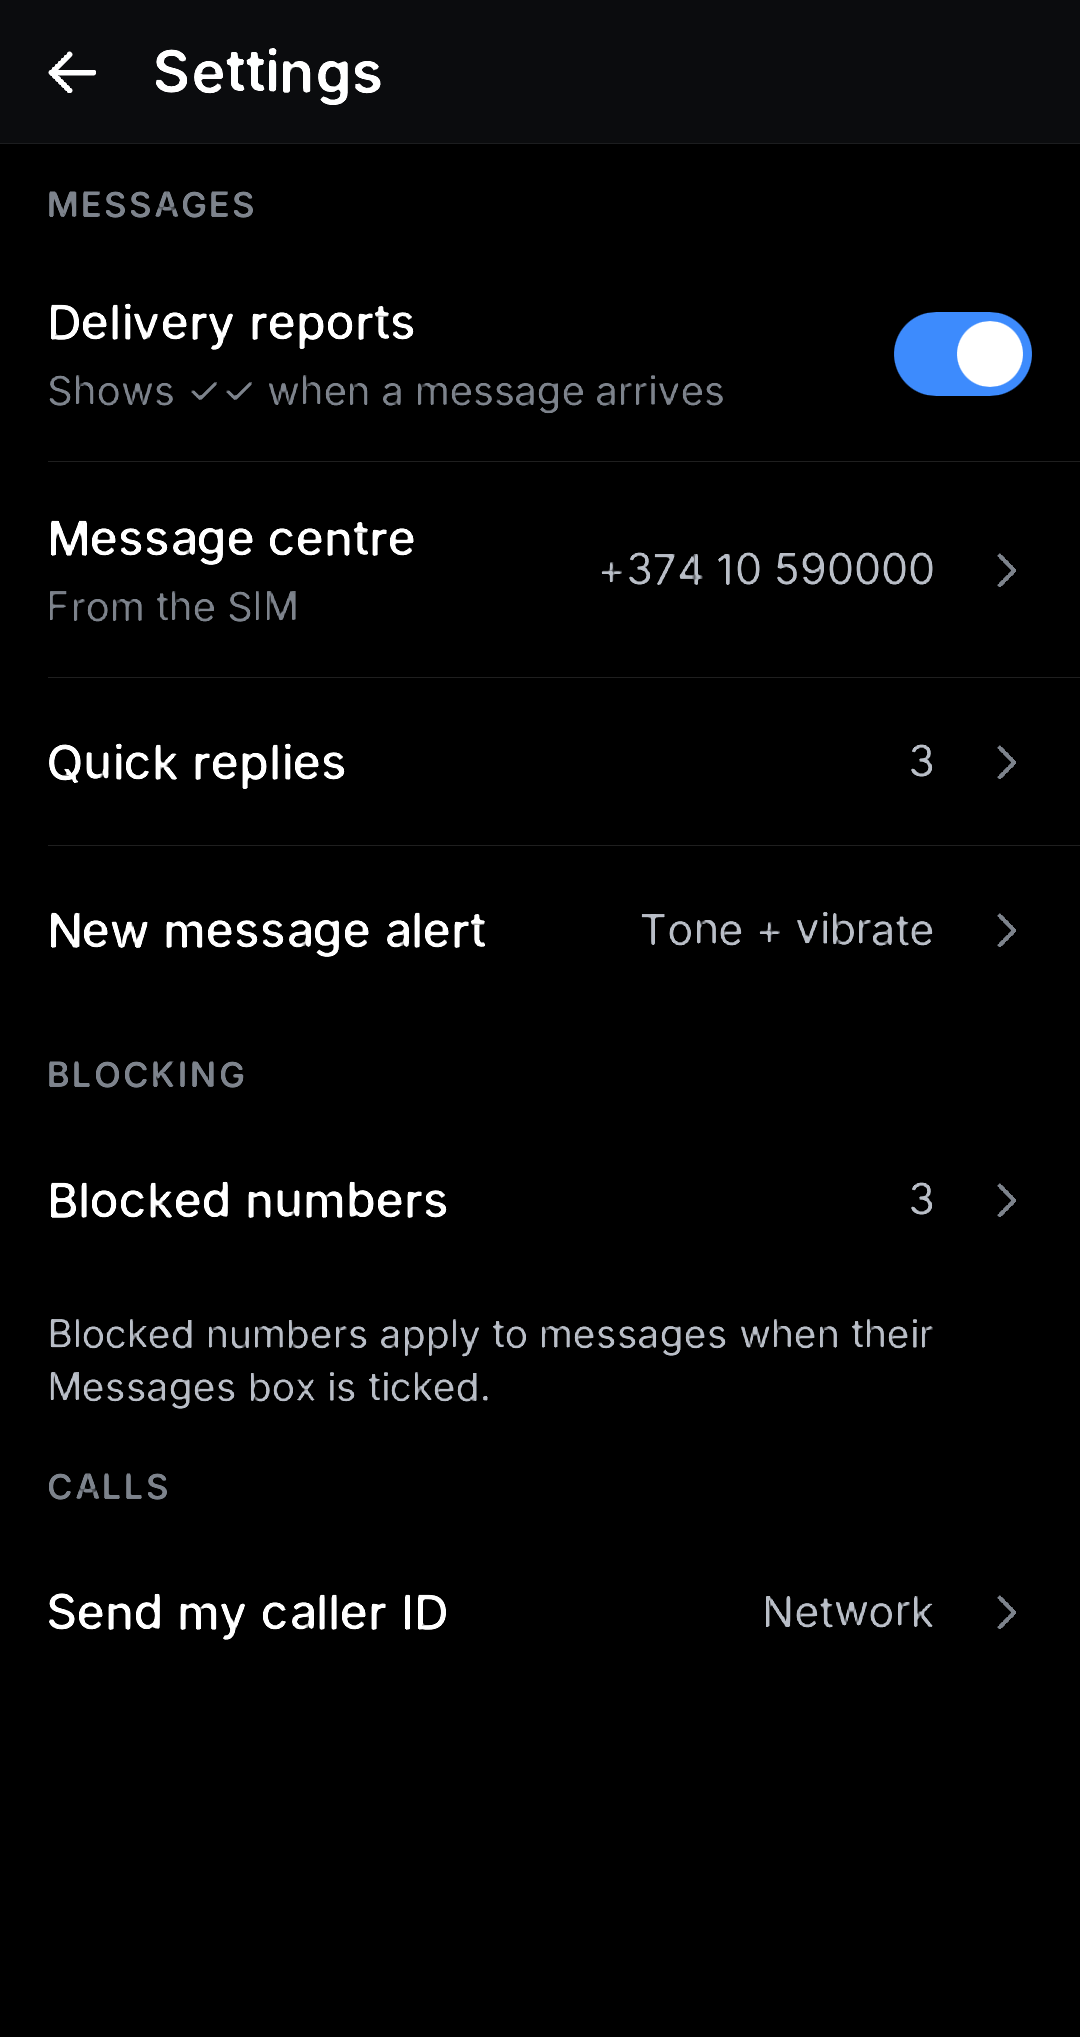 Settings
MESSAGES
Delivery reports
Shows ✓✓ when a message arrives
Message centre
From the SIM
+374 10 590000
Quick replies
3
New message alert
Tone + vibrate
BLOCKING
Blocked numbers
3
Blocked numbers apply to messages when their
Messages box is ticked.
CALLS
Send my caller ID
Network